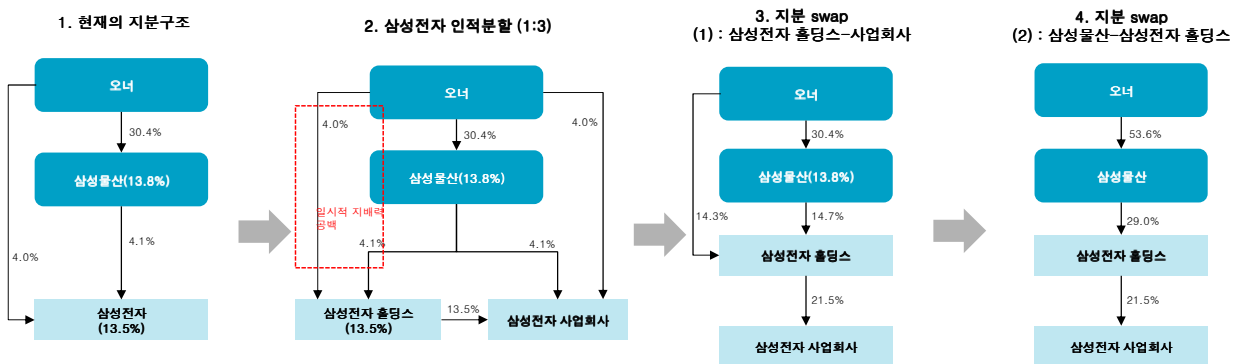 1. 현재의 지분구조
오너
30.4%
삼성물산(13.8%)
4.1%
4.0%
삼성전자
(13.5%)
2. 삼성전자 인적분할 (1:3)
오너
4.0%
30.4%
4.0%
삼성물산(13.8%)
일시적 지배력
공백
4.1%
4.1%
삼성전자 홀딩스
(13.5%)
13.5%
삼성전자 사업회사
3. 지분 swap
(1) : 삼성전자 홀딩스-사업회사
오너
30.4%
삼성물산(13.8%)
14.3%
14.7%
삼성전자 홀딩스
21.5%
삼성전자 사업회사
4. 지분 swap
(2) : 삼성물산-삼성전자 홀딩스
오너
53.6%
삼성물산
29.0%
삼성전자 홀딩스
21.5%
삼성전자 사업회사